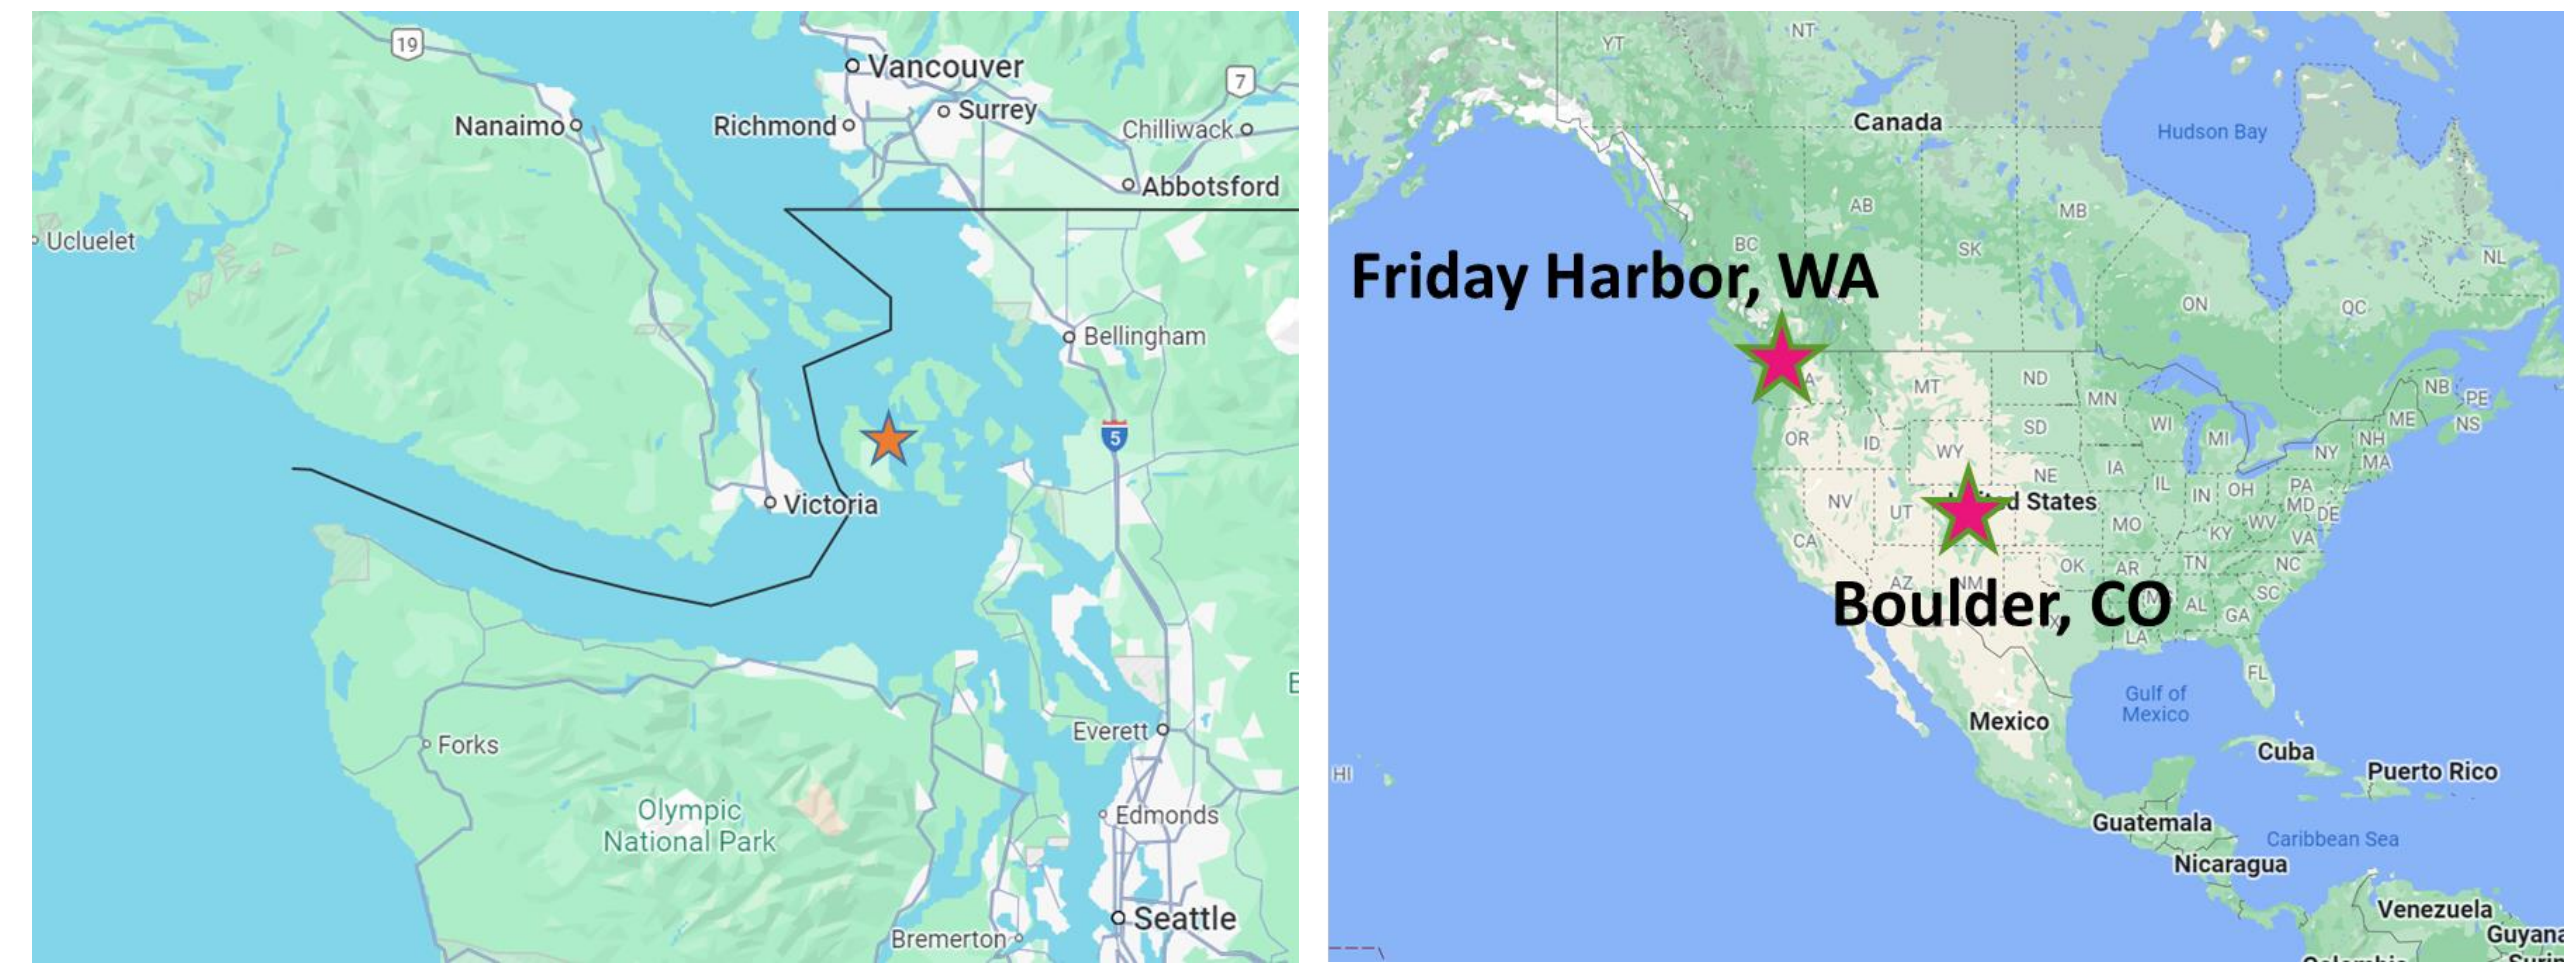 19
Vancouver
7
Surrey
Nanaimo
Richmond
Chilliwack
Abbotsford
Ucluelet
Bellingham
5
Victoria
Everett
Forks
Edmonds
Olympic
National Park
Seattle
Bremerton
YT
NT
Canada
Hudson Bay
AB
MB
BC
SK
NL
Friday Harbor, WA
ON
QC
MT
ND
NB
PE
MN
ME
NS
OR
ID
SD
WI
MI
NH
WY
NY
MA
NE
IA
IL
IN
OH
PA
NV
UT
d States
MD
DE
MO
KY
WV
VA
CA
OK
AR
TN
NC
AZ
NM
SC
Boulder, CO
AL
GA
LA
FL
Gulf of
Mexico
Mexico
Cuba
HI
Puerto Rico
Guatemala
Caribbean Sea
Nicaragua
Venezuela
Guyana